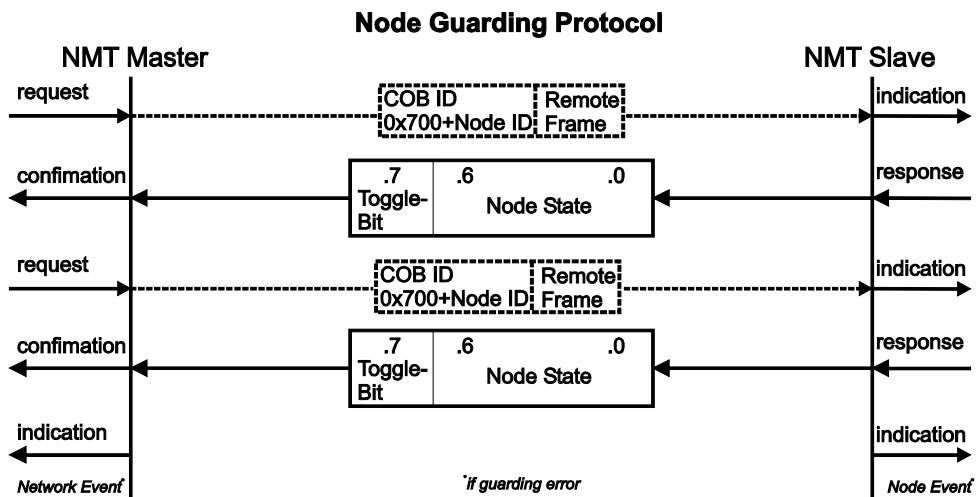 Node Guarding Protocol
NMT Master
NMT Slave
request
COB ID
0x700+Node ID
Remote
Frame
indication
confimation
.7
.6
.0
Toggle-
Bit
Node State
response
request
COB ID
0x700+Node ID
Remote
Frame
indication
confimation
.7
.6
.0
Toggle-
Bit
Node State
response
indication
indication
Network Event*
*if guarding error
Node Event*